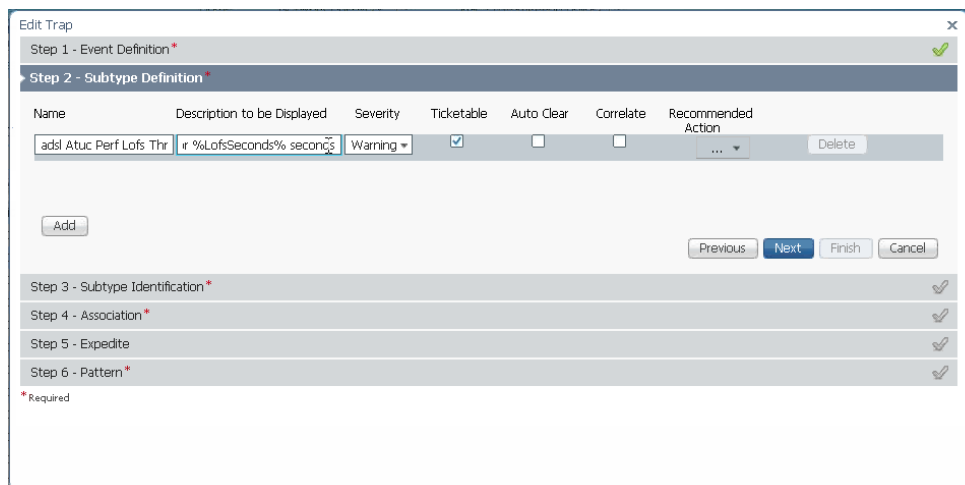 Edit Trap
Step 1 - Event Definition*
Step 2 - Subtype Definition*
Name Description to be Displayed Severity Ticketable Auto Clear Correlate Recommended Action
adsl Atuc Perf Lofs Thr r %LofsSeconds% seconds Warning ... Delete
Add
Previous Next Finish Cancel
Step 3 - Subtype Identification*
Step 4 - Association*
Step 5 - Expedite
Step 6 - Pattern*
*Required